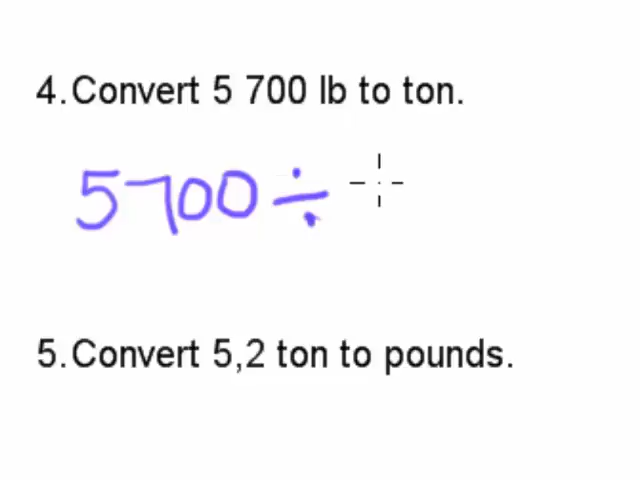 4. Convert 5 700 lb to ton.
5700 ÷
5. Convert 5,2 ton to pounds.